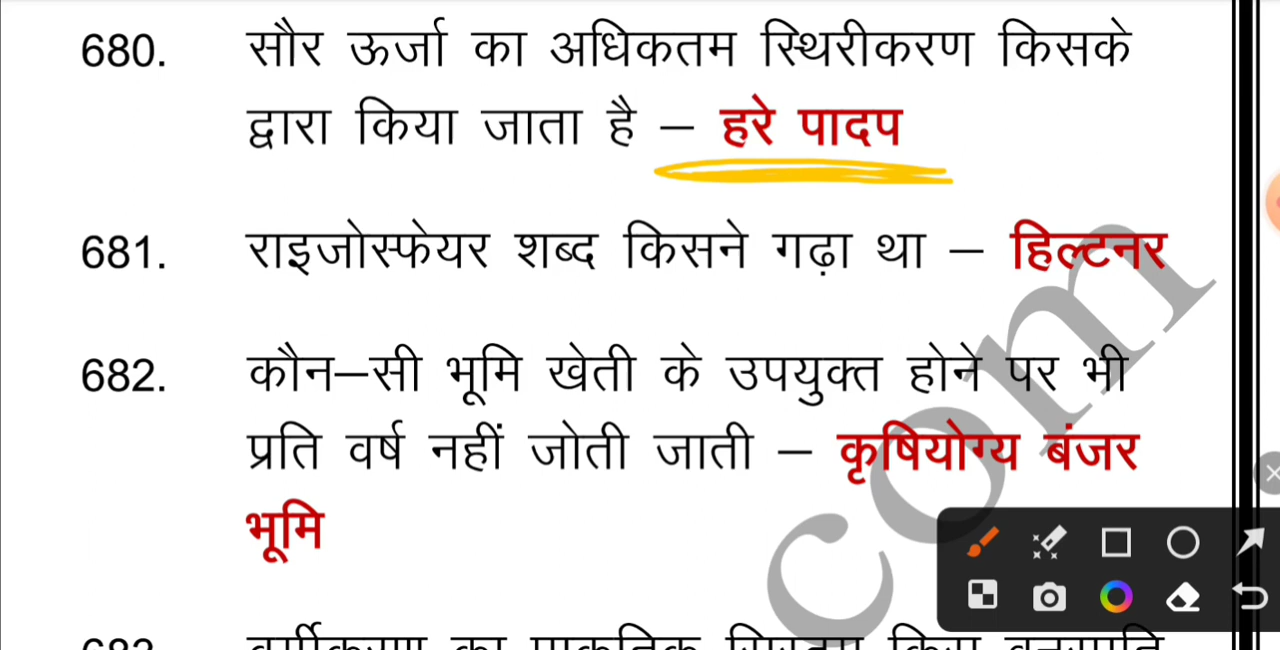 680. सौर ऊर्जा का अधिकतम स्थिरीकरण किसके
द्वारा किया जाता है – हरे पादप
681. राइजोस्फेयर शब्द किसने गढ़ा था – हिल्टनर
682. कौन–सी भूमि खेती के उपयुक्त होने पर भी
प्रति वर्ष नहीं जोती जाती – कृषियोग्य बंजर
भूमि
com